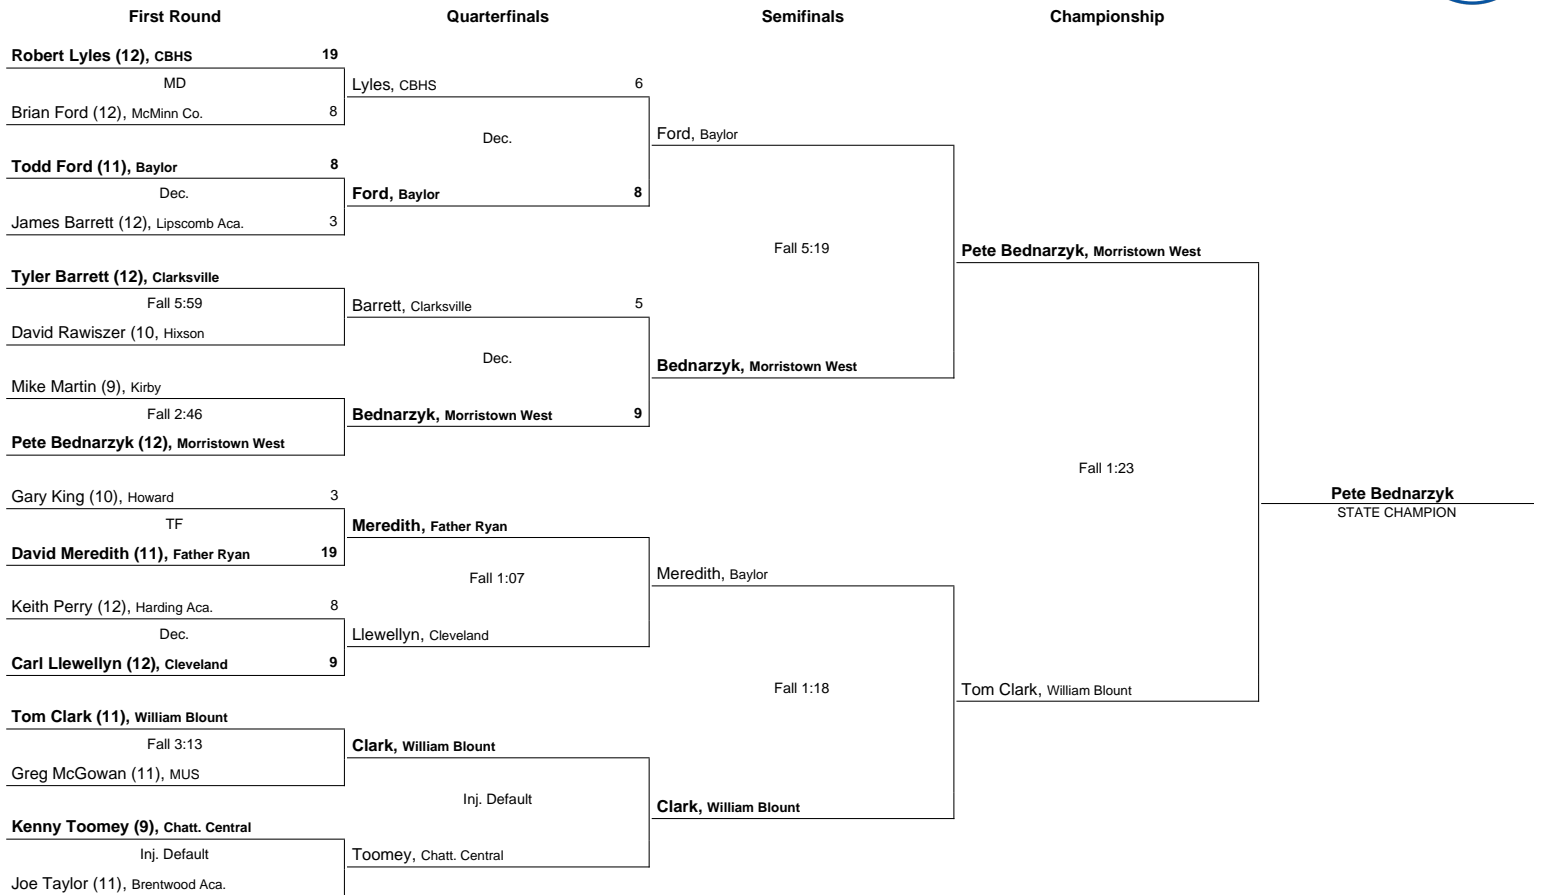 First Round
Quarterfinals
Semifinals
Championship
Robert Lyles (12), CBHS 19
MD
Brian Ford (12), McMinn Co. 8
Todd Ford (11), Baylor 8
Dec.
James Barrett (12), Lipscomb Aca. 3
Tyler Barrett (12), Clarksville
Fall 5:59
David Rawiszer (10, Hixson
Mike Martin (9), Kirby
Fall 2:46
Pete Bednarzyk (12), Morristown West
Gary King (10), Howard 3
TF
David Meredith (11), Father Ryan 19
Keith Perry (12), Harding Aca. 8
Dec.
Carl Llewellyn (12), Cleveland 9
Tom Clark (11), William Blount
Fall 3:13
Greg McGowan (11), MUS
Kenny Toomey (9), Chatt. Central
Inj. Default
Joe Taylor (11), Brentwood Aca.
Lyles, CBHS 6
Dec.
Ford, Baylor 8
Barrett, Clarksville 5
Dec.
Bednarzyk, Morristown West 9
Meredith, Father Ryan
Fall 1:07
Llewellyn, Cleveland
Clark, William Blount
Inj. Default
Toomey, Chatt. Central
Ford, Baylor
Fall 5:19
Bednarzyk, Morristown West
Meredith, Baylor
Fall 1:18
Clark, William Blount
Pete Bednarzyk, Morristown West
Fall 1:23
Tom Clark, William Blount
Pete Bednarzyk
STATE CHAMPION